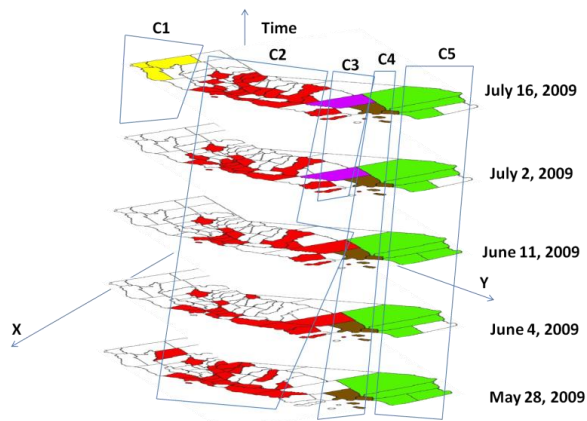 C1
Time
C2
C3
C4
C5
July 16, 2009
July 2, 2009
June 11, 2009
Y
X
June 4, 2009
May 28, 2009